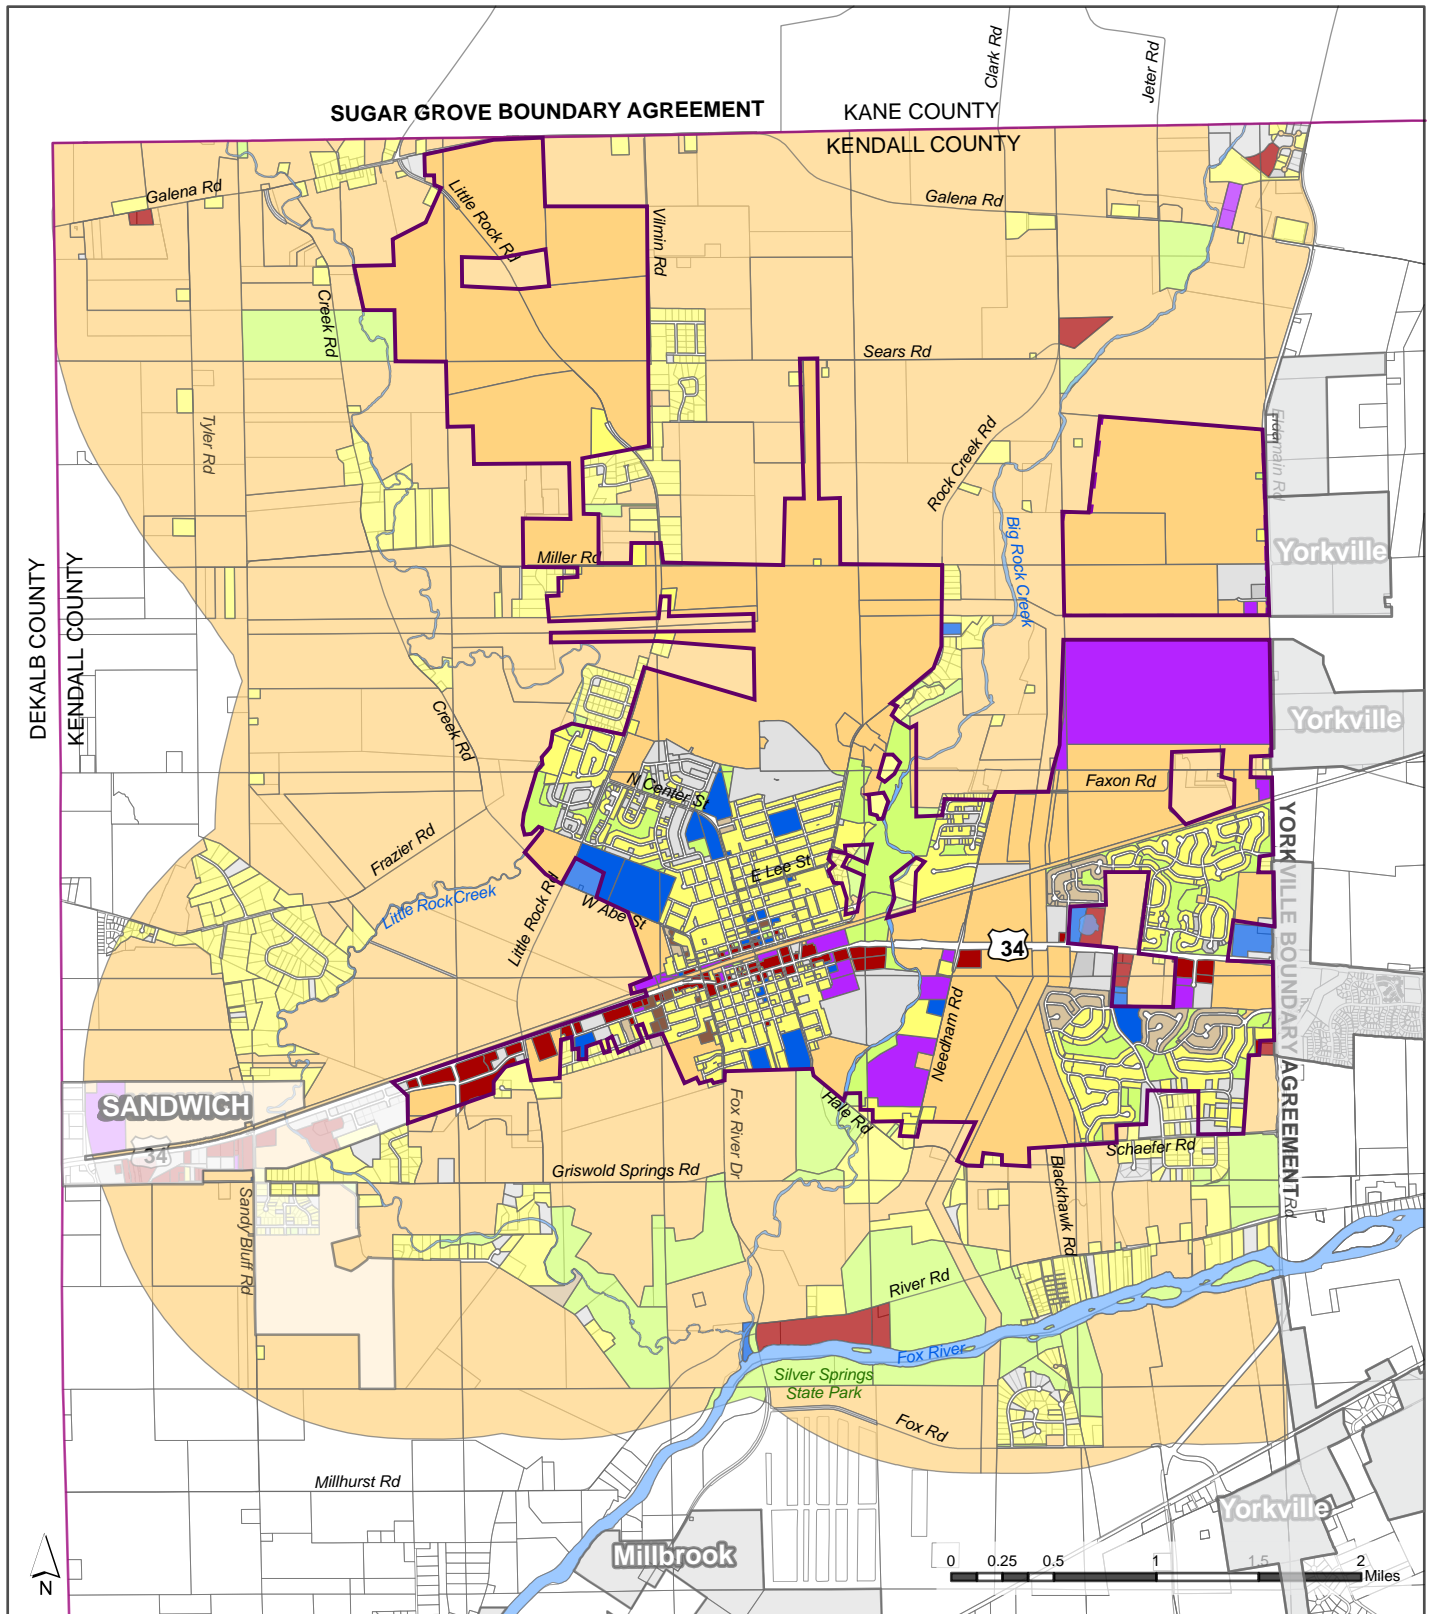 Clark Rd
Jeter Rd
SUGAR GROVE BOUNDARY AGREEMENT
KANE COUNTY
KENDALL COUNTY
Galena Rd
Little Rock Rd
Vilmin Rd
Galena Rd
Creek Rd
Sears Rd
Tyler Rd
Rock Creek Rd
Eldamain Rd
Big Rock Creek
Yorkville
Miller Rd
DEKALB COUNTY
KENDALL COUNTY
Yorkville
Creek Rd
N Center St
Faxon Rd
Frazier Rd
E Lee St
YORKVILLE BOUNDARY AGREEMENT
Little Rock Creek
Little Rock Rd
W Abe St
34
Needham Rd
SANDWICH
34
Fox River Dr
Hale Rd
Schaefer Rd
Griswold Springs Rd
Blackhawk Rd
Rd
Sandy Bluff Rd
River Rd
Fox River
Silver Springs
State Park
Fox Rd
Millhurst Rd
Yorkville
Millbrook
N
0 0.25 0.5 1 1.5 2
Miles